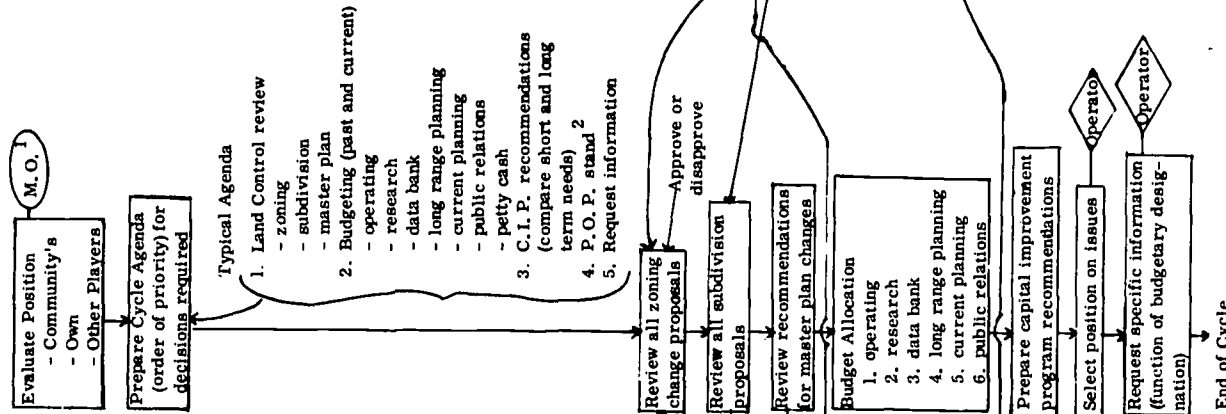 M. O. 1
Evaluate Position
- Community's
- Own
- Other Players
Prepare Cycle Agenda
(order of priority) for
decisions required
Typical Agenda
1. Land Control review
- zoning
- subdivision
- master plan
2. Budgeting (past and current)
- operating
- research
- data bank
- long range planning
- current planning
- public relations
- petty cash
3. C. I. P. recommendations
(compare short and long
term needs)
4. P. O. P. stand 2
5. Request information
Review all zoning
change proposals
Approve or
disapprove
Review all subdivision
proposals
Review recommendations
for master plan changes
Budget Allocation
1. operating
2. research
3. data bank
4. long range planning
5. current planning
6. public relations
Prepare capital improvement
program recommendations
Select position on issues
Operator
Request specific information
(function of budgetary desig-
nation)
Operator
End of Cycle